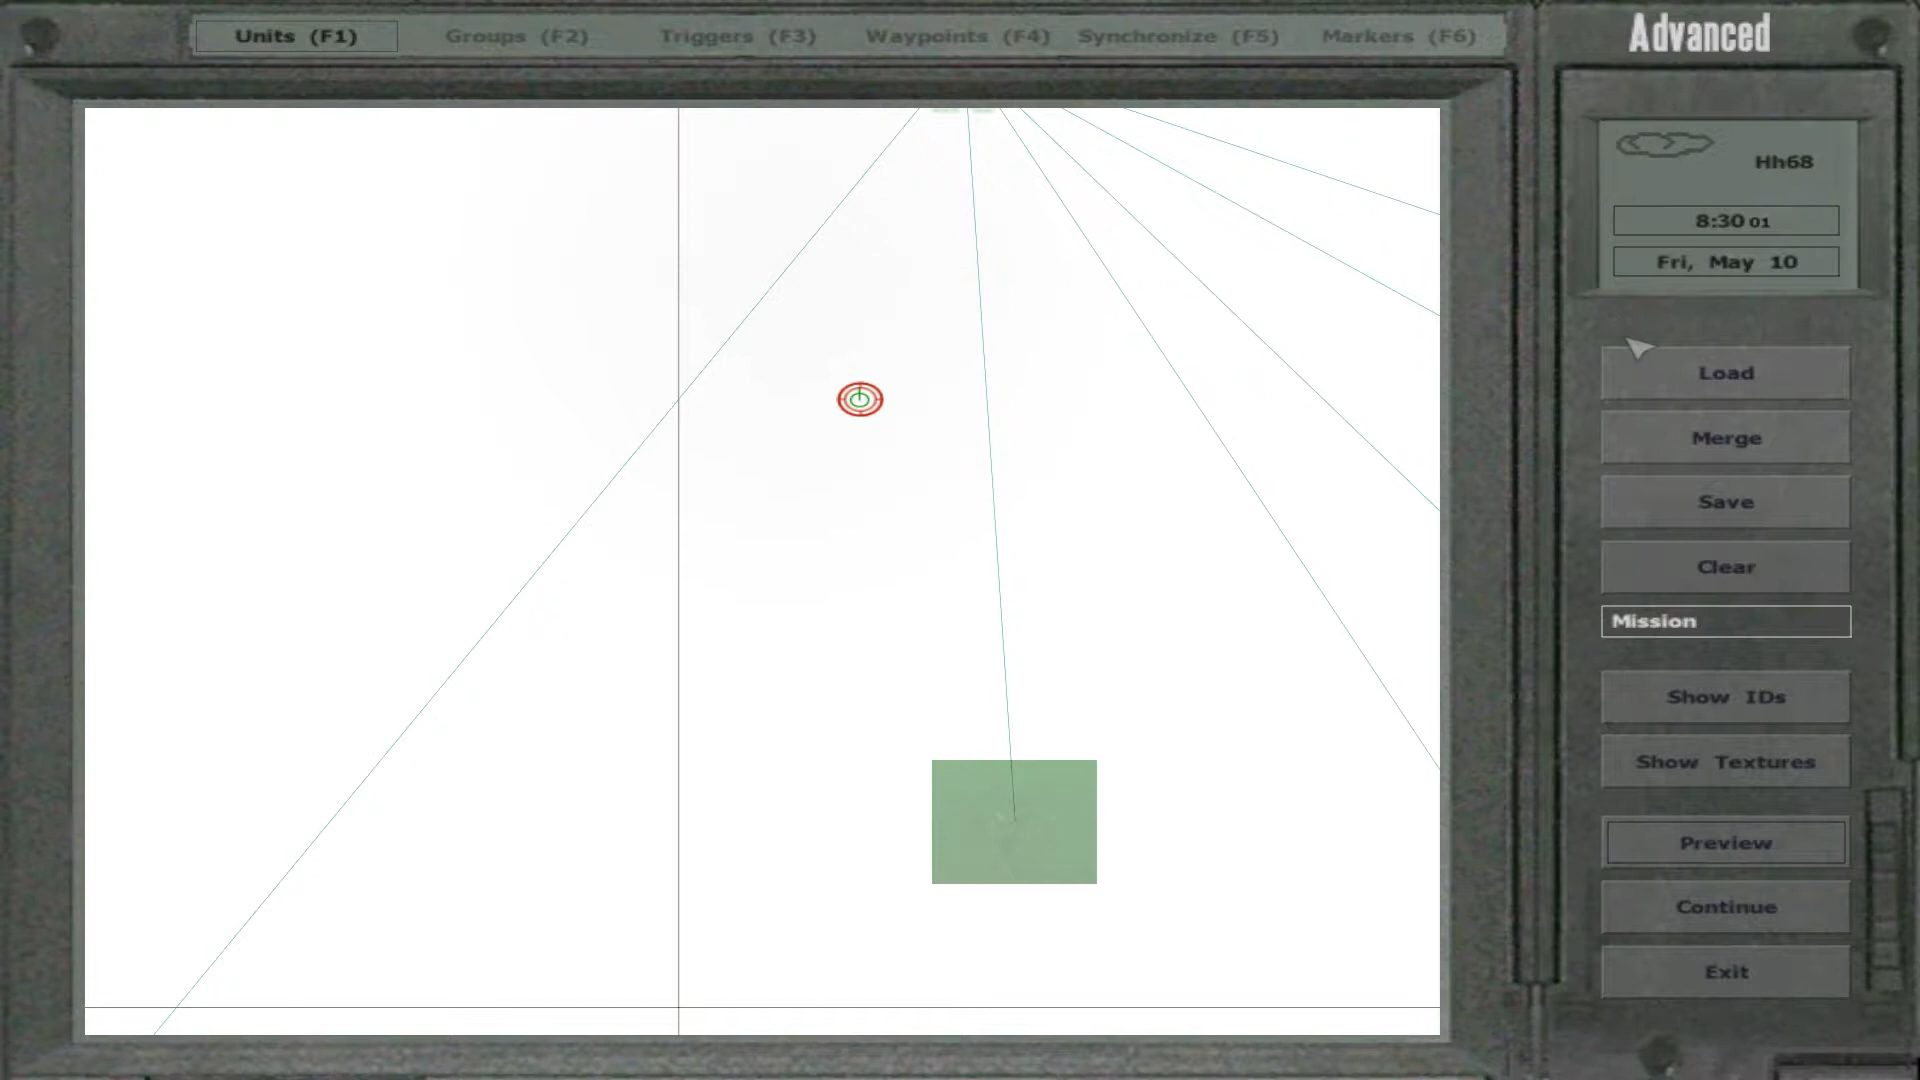 Units (F1) Groups (F2) Triggers (F3) Waypoints (F4) Synchronize (F5) Markers (F6)
Advanced
Hh68
8:30 01
Fri, May 10
Load
Merge
Save
Clear
Mission
Show IDs
Show Textures
Preview
Continue
Exit